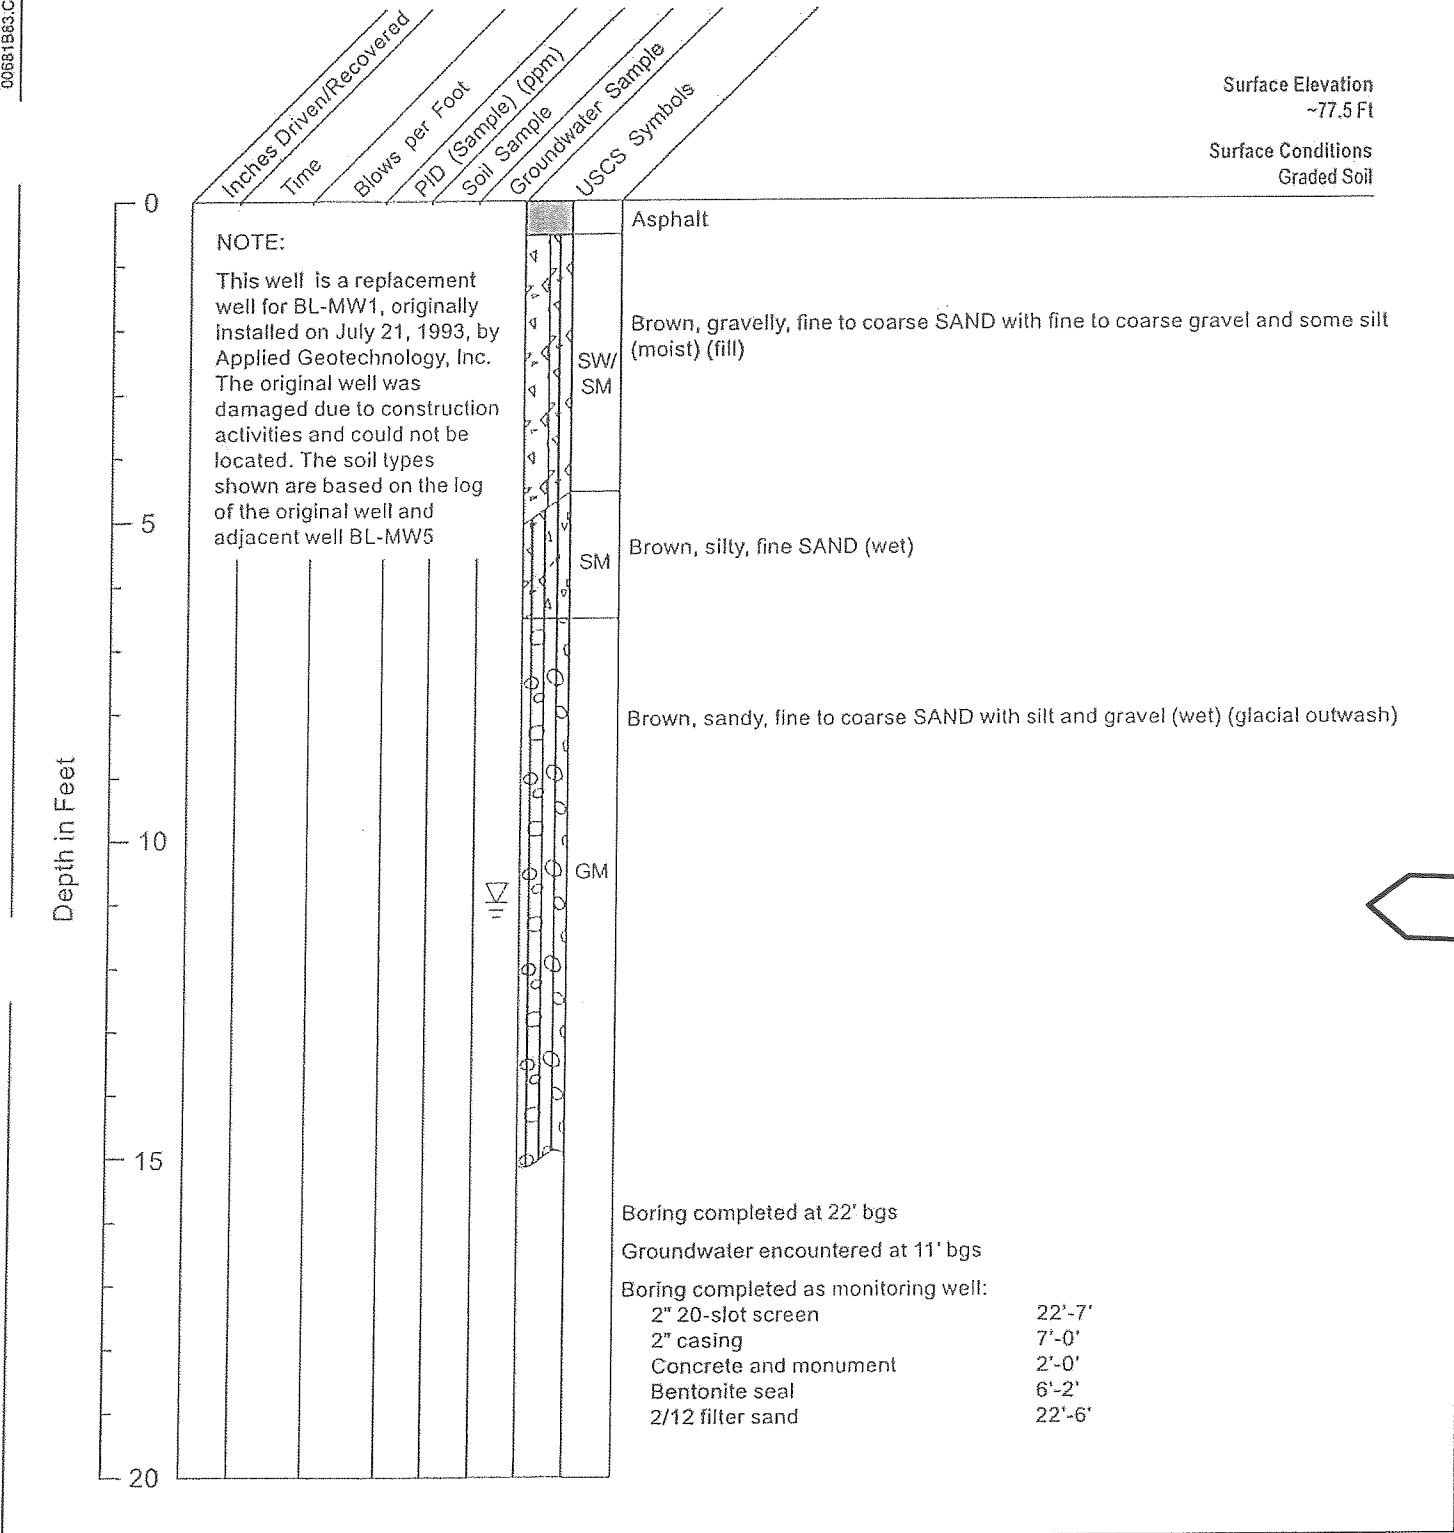 00681B63.C
Inches Driven/Recovered
Time
Blows per Foot
PID (Sample) (ppm)
Soil Sample
Groundwater Sample
USCS Symbols
Surface Elevation
~77.5 Ft
Surface Conditions
Graded Soil
0
Asphalt
NOTE:
This well is a replacement
well for BL-MW1, originally
installed on July 21, 1993, by
Applied Geotechnology, Inc.
The original well was
damaged due to construction
activities and could not be
located. The soil types
shown are based on the log
of the original well and
adjacent well BL-MW5
Brown, gravelly, fine to coarse SAND with fine to coarse gravel and some silt
(moist) (fill)
SW/
SM
5
Brown, silty, fine SAND (wet)
SM
Brown, sandy, fine to coarse SAND with silt and gravel (wet) (glacial outwash)
Depth in Feet
10
GM
15
Boring completed at 22' bgs
Groundwater encountered at 11' bgs
Boring completed as monitoring well:
2" 20-slot screen 22'-7'
2" casing 7'-0'
Concrete and monument 2'-0'
Bentonite seal 6'-2'
2/12 filter sand 22'-6'
20